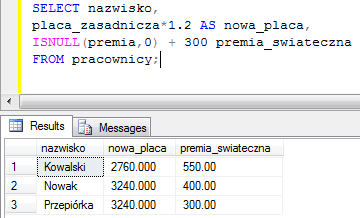 SELECT nazwisko,
placa_zasadnicza*1.2 AS nowa_placa,
ISNULL(premia,0) + 300 premia_swiateczna
FROM pracownicy;
Results Messages
nazwisko nowa_placa premia_swiateczna
1 Kowalski 2760.000 550.00
2 Nowak 3240.000 400.00
3 Przepiórka 3240.000 300.00